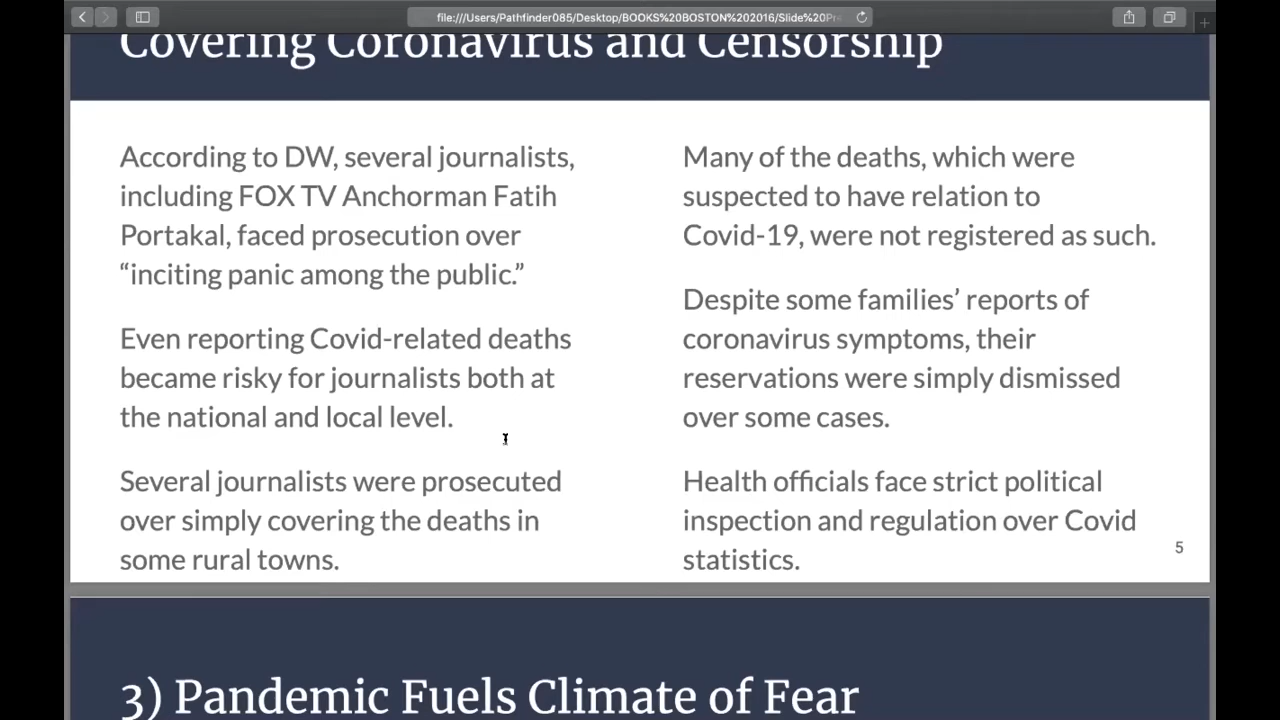 file:///Users/Pathfinder085/Desktop/BOOKS%20BOSTON%202016/Slide%20Pr
Covering Coronavirus and Censorship
According to DW, several journalists,
including FOX TV Anchorman Fatih
Portakal, faced prosecution over
“inciting panic among the public.”
Even reporting Covid-related deaths
became risky for journalists both at
the national and local level.
Several journalists were prosecuted
over simply covering the deaths in
some rural towns.
Many of the deaths, which were
suspected to have relation to
Covid-19, were not registered as such.
Despite some families’ reports of
coronavirus symptoms, their
reservations were simply dismissed
over some cases.
Health officials face strict political
inspection and regulation over Covid
statistics.
5
3) Pandemic Fuels Climate of Fear